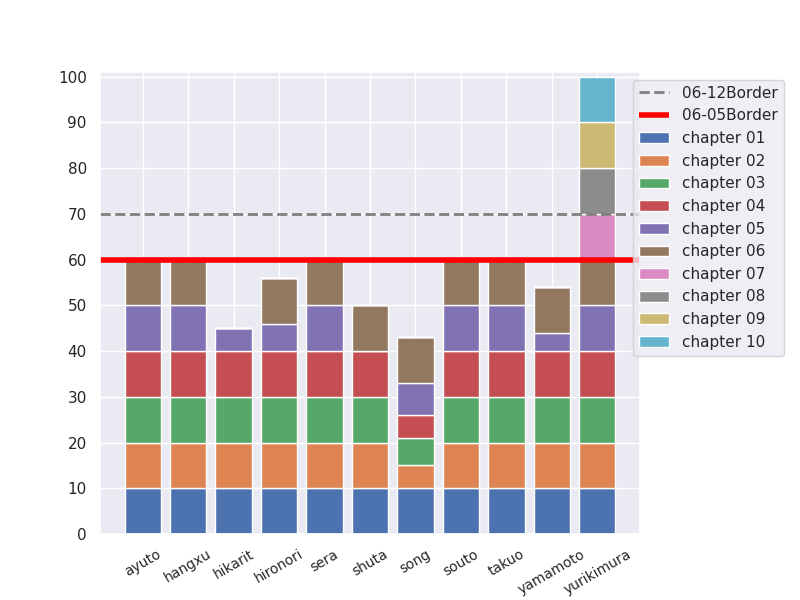 100
90
80
70
60
50
40
30
20
10
0
06-12Border
06-05Border
chapter 01
chapter 02
chapter 03
chapter 04
chapter 05
chapter 06
chapter 07
chapter 08
chapter 09
chapter 10
ayuto
hangxu
hikarit
hironori
sera
shuta
song
souto
takuo
yamamoto
yurikimura